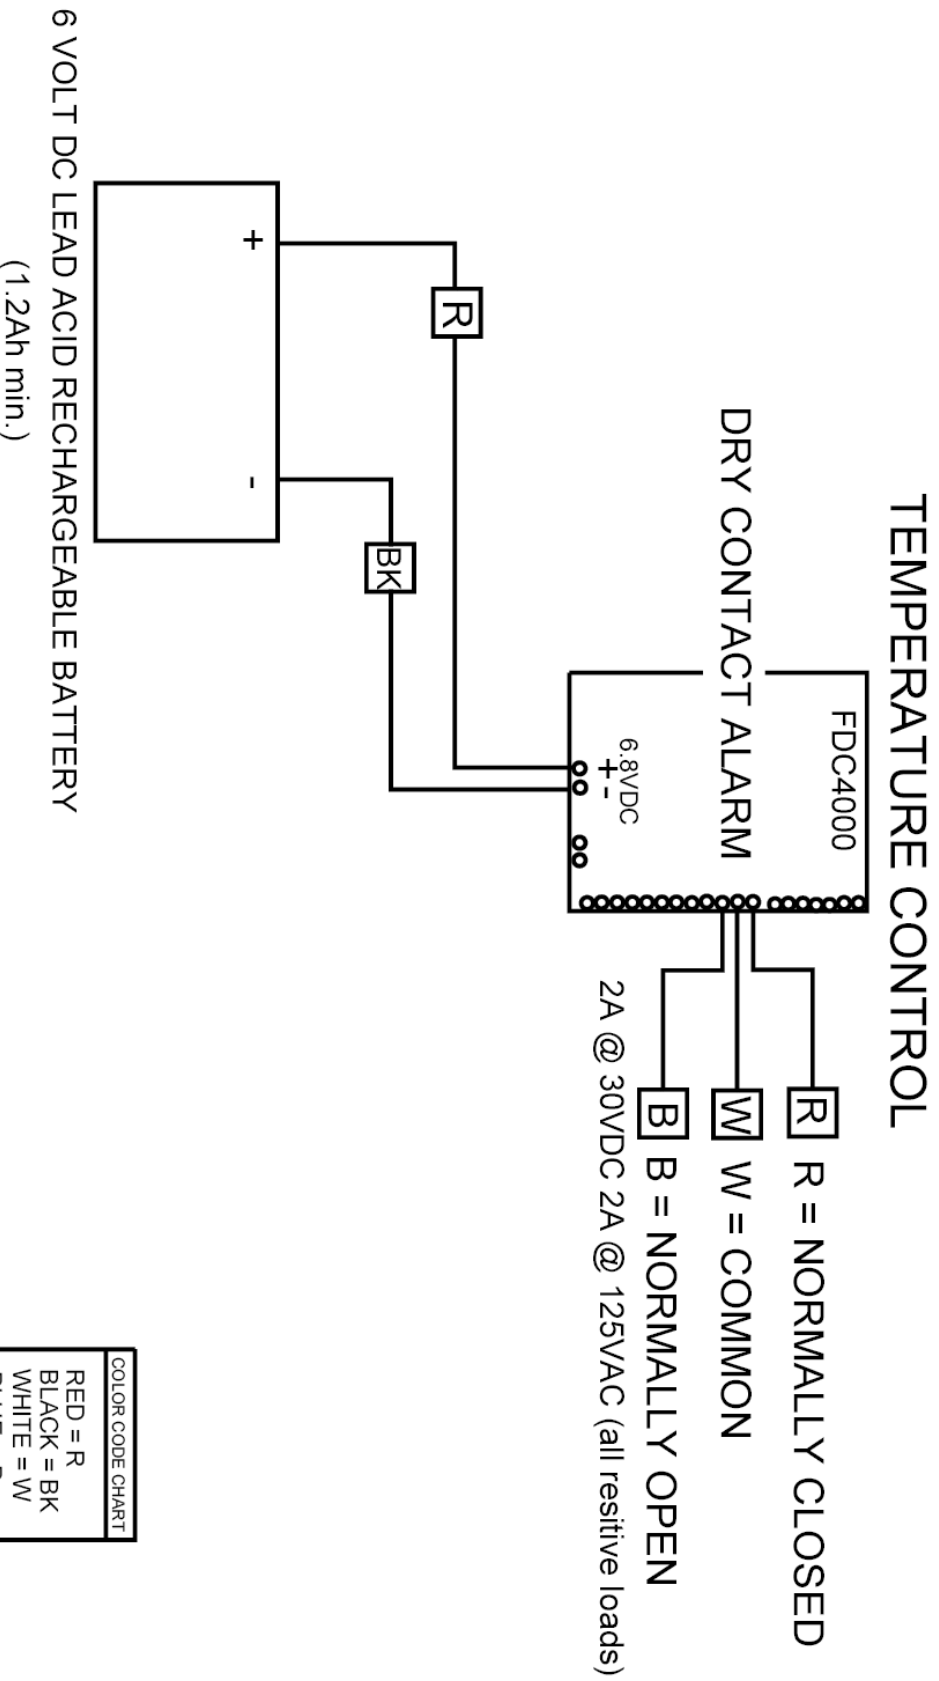 TEMPERATURE CONTROL
FDC4000
DRY CONTACT ALARM
6.8VDC
+ -
R
R = NORMALLY CLOSED
W
W = COMMON
B
B = NORMALLY OPEN
2A @ 30VDC 2A @ 125VAC (all resitive loads)
R
BK
+
-
6 VOLT DC LEAD ACID RECHARGEABLE BATTERY
(1.2Ah min.)
COLOR CODE CHART
RED = R
BLACK = BK
WHITE = W